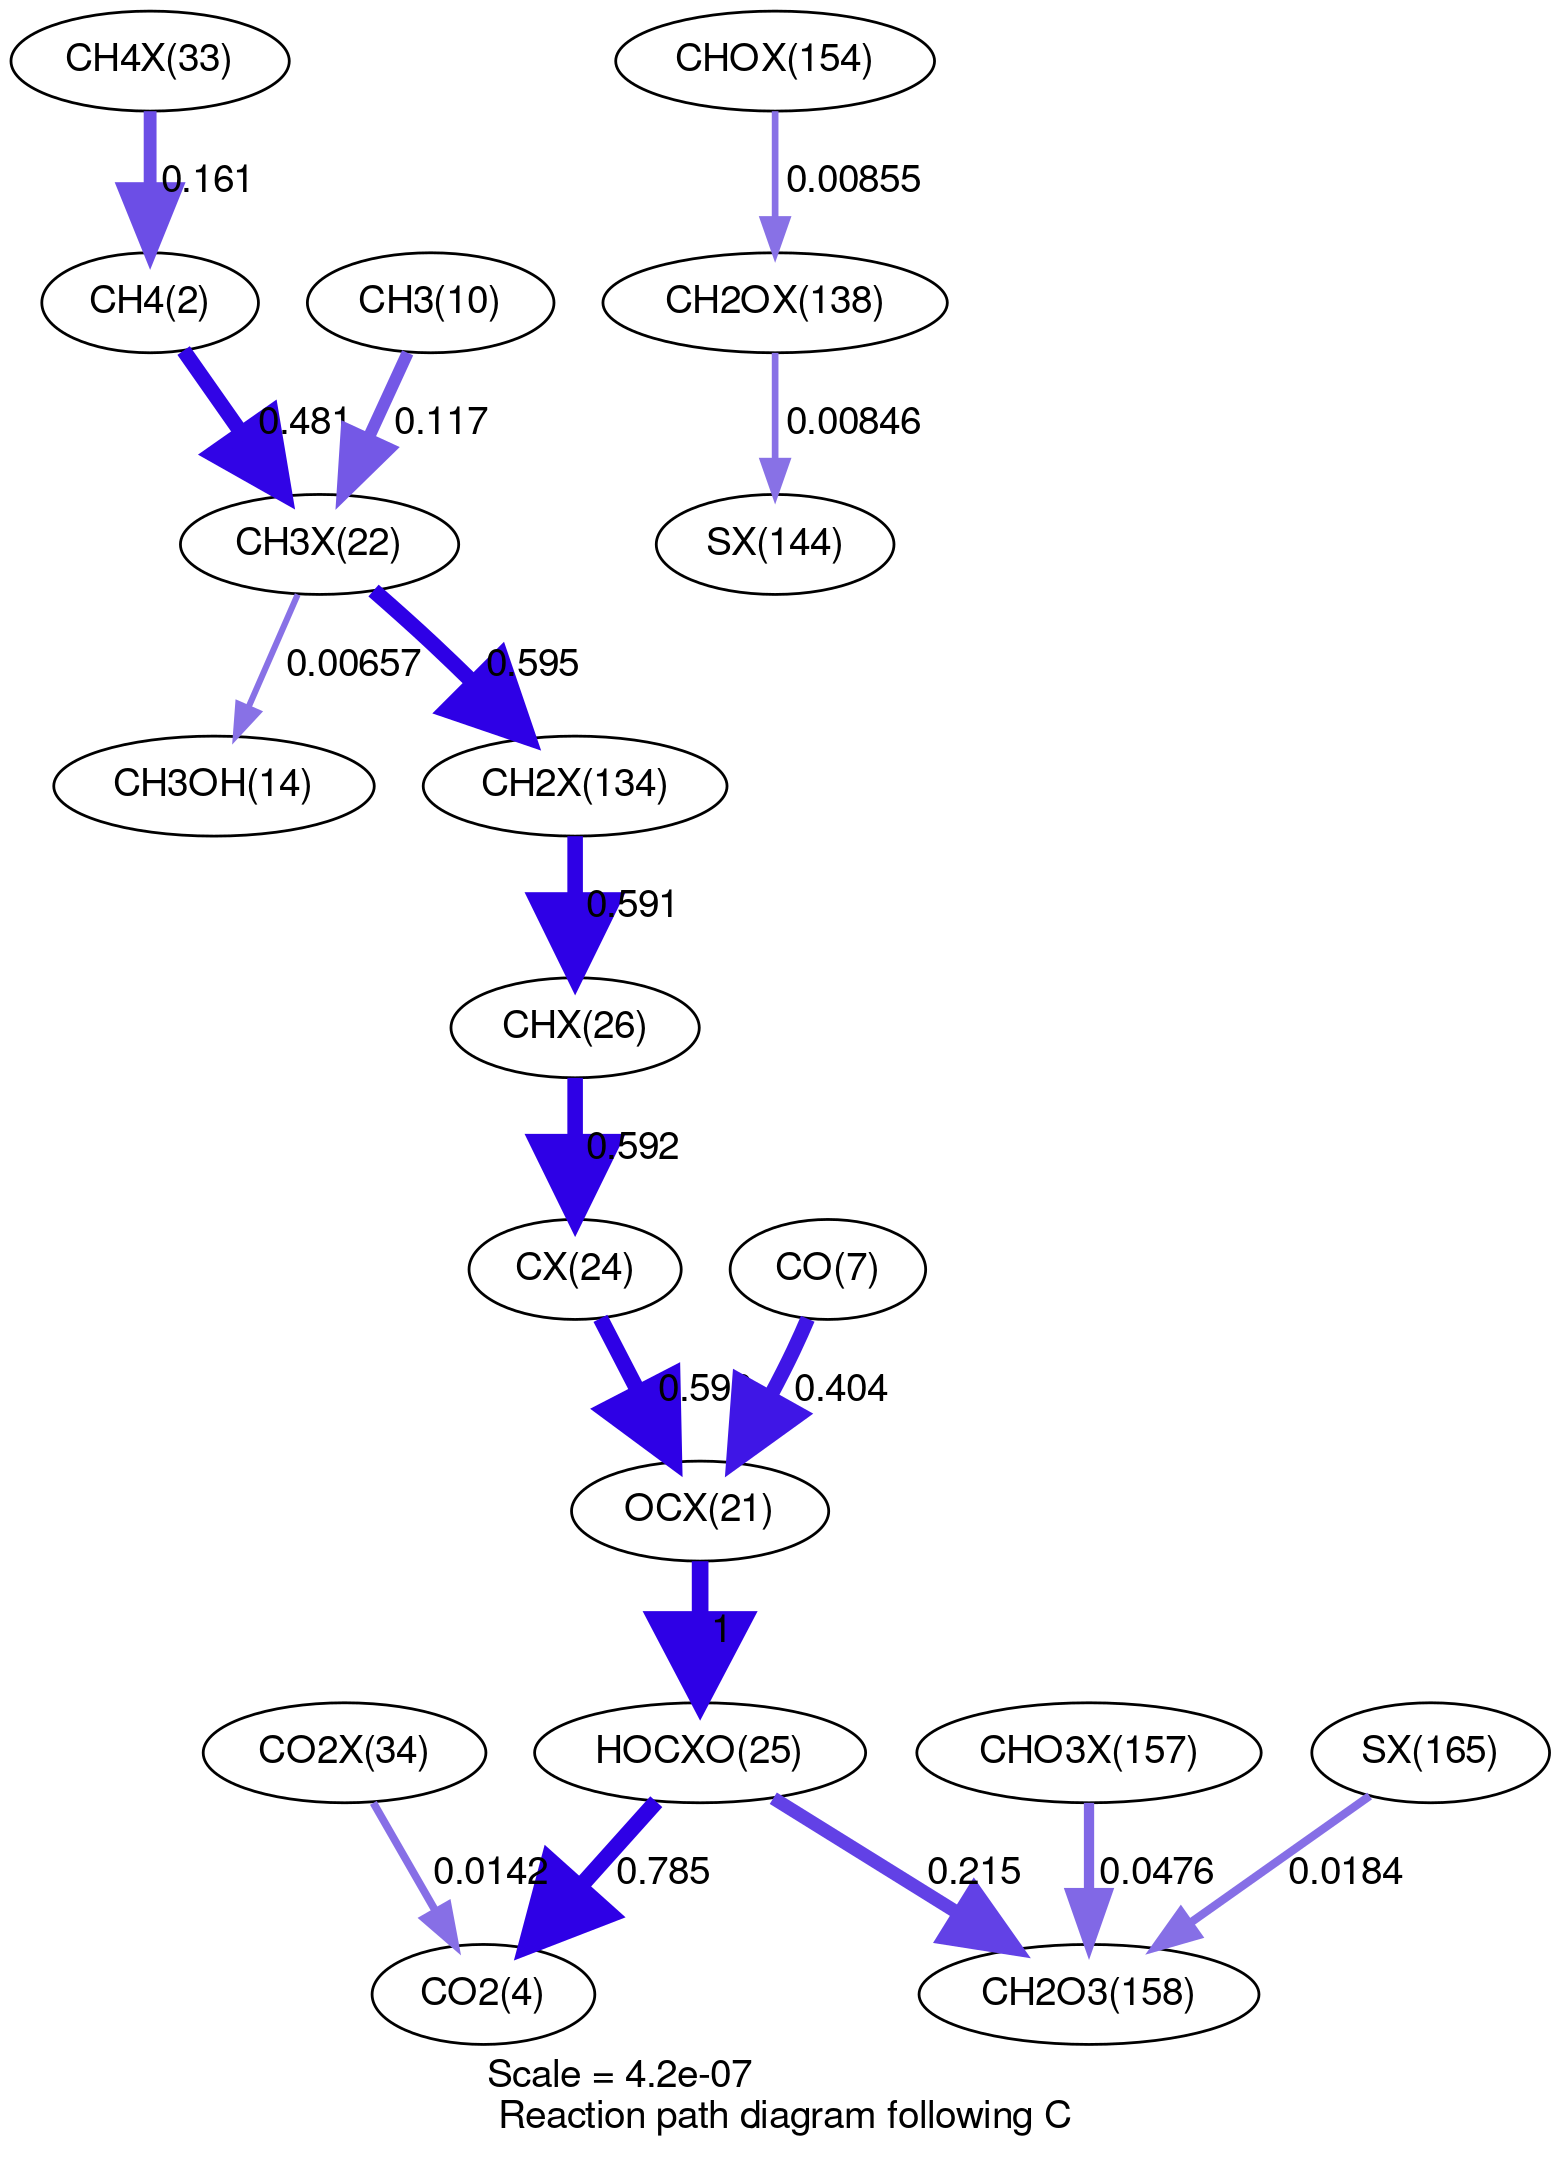 CH4X(33)
CHOX(154)
0.161
0.00855
CH4(2)
CH3(10)
CH2OX(138)
0.481
0.117
0.00846
CH3X(22)
SX(144)
0.00657
0.595
CH3OH(14)
CH2X(134)
0.591
CHX(26)
0.592
CX(24)
CO(7)
0.404
OCX(21)
1
CO2X(34)
HOCXO(25)
CHO3X(157)
SX(165)
0.0142
0.785
0.215
0.0476
0.0184
CO2(4)
CH2O3(158)
Scale = 4.2e-07
Reaction path diagram following C